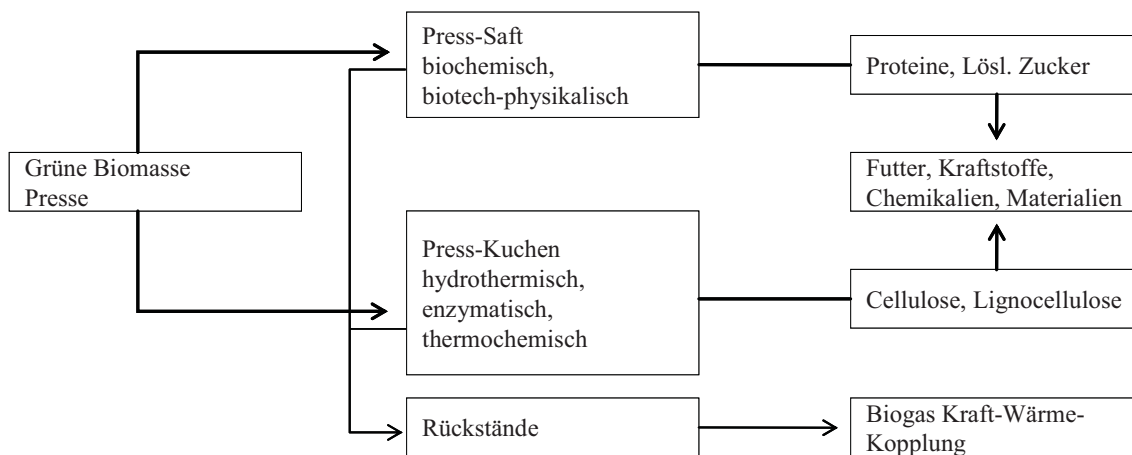 Press-Saft
biochemisch,
biotech-physikalisch
Proteine, Lösl. Zucker
Grüne Biomasse
Presse
Futter, Kraftstoffe,
Chemikalien, Materialien
Press-Kuchen
hydrothermisch,
enzymatisch,
thermochemisch
Cellulose, Lignocellulose
Rückstände
Biogas Kraft-Wärme-
Kopplung